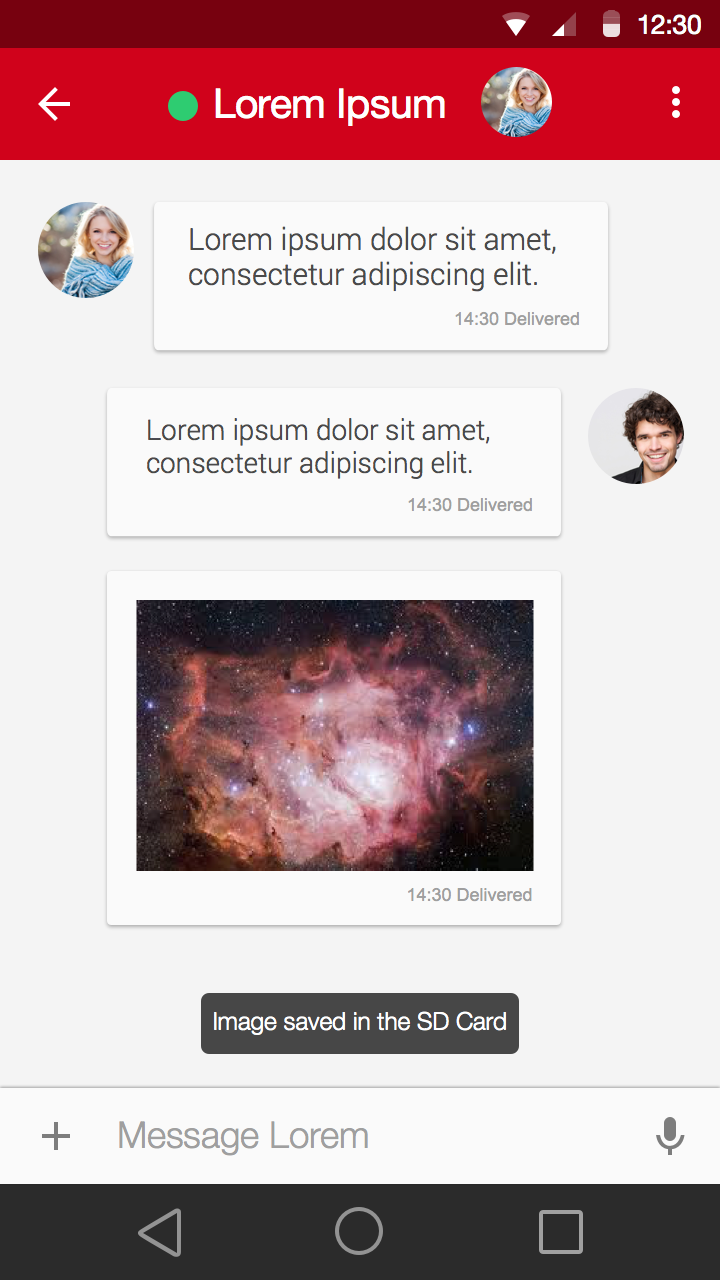 12:30
Lorem Ipsum
Lorem ipsum dolor sit amet,
consectetur adipiscing elit.
14:30 Delivered
Lorem ipsum dolor sit amet,
consectetur adipiscing elit.
14:30 Delivered
14:30 Delivered
Image saved in the SD Card
Message Lorem